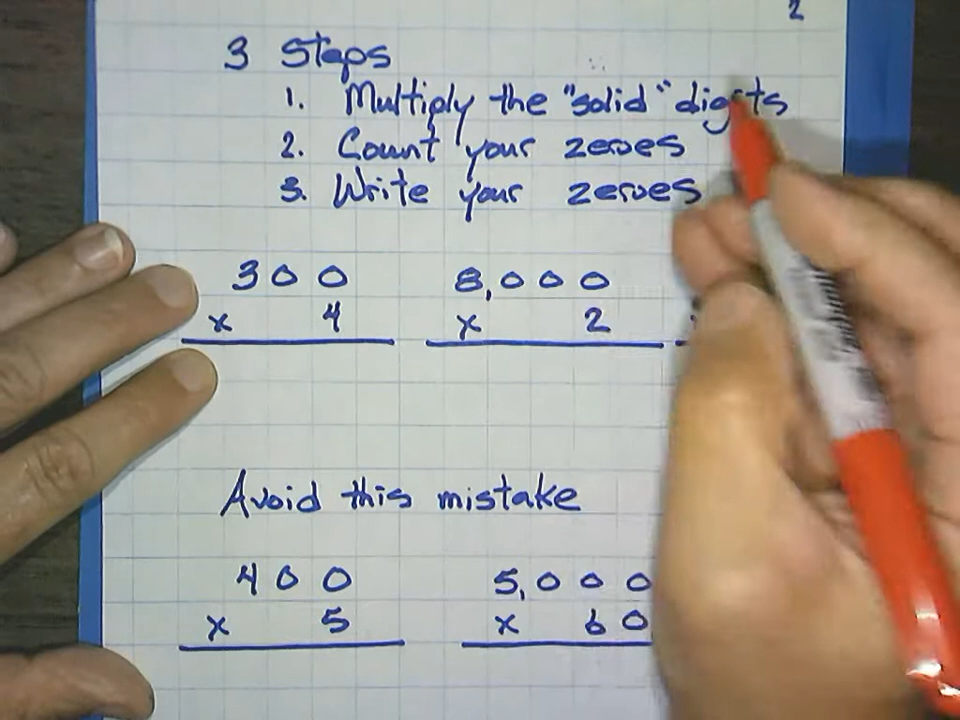 2
3 Steps
1. Multiply the "solid" digits
2. Count your zeroes
3. Write your zeroes
300 8,000
x 4 x 2
Avoid this mistake
400 5,000
x 5 x 60